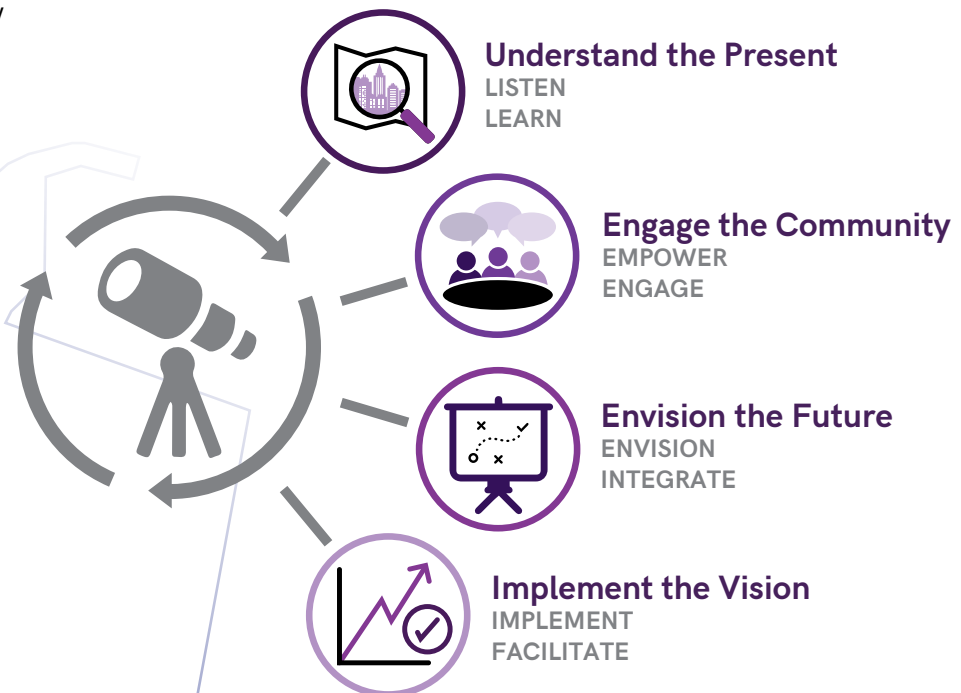 Understand the Present
LISTEN
LEARN
Engage the Community
EMPOWER
ENGAGE
Envision the Future
ENVISION
INTEGRATE
Implement the Vision
IMPLEMENT
FACILITATE